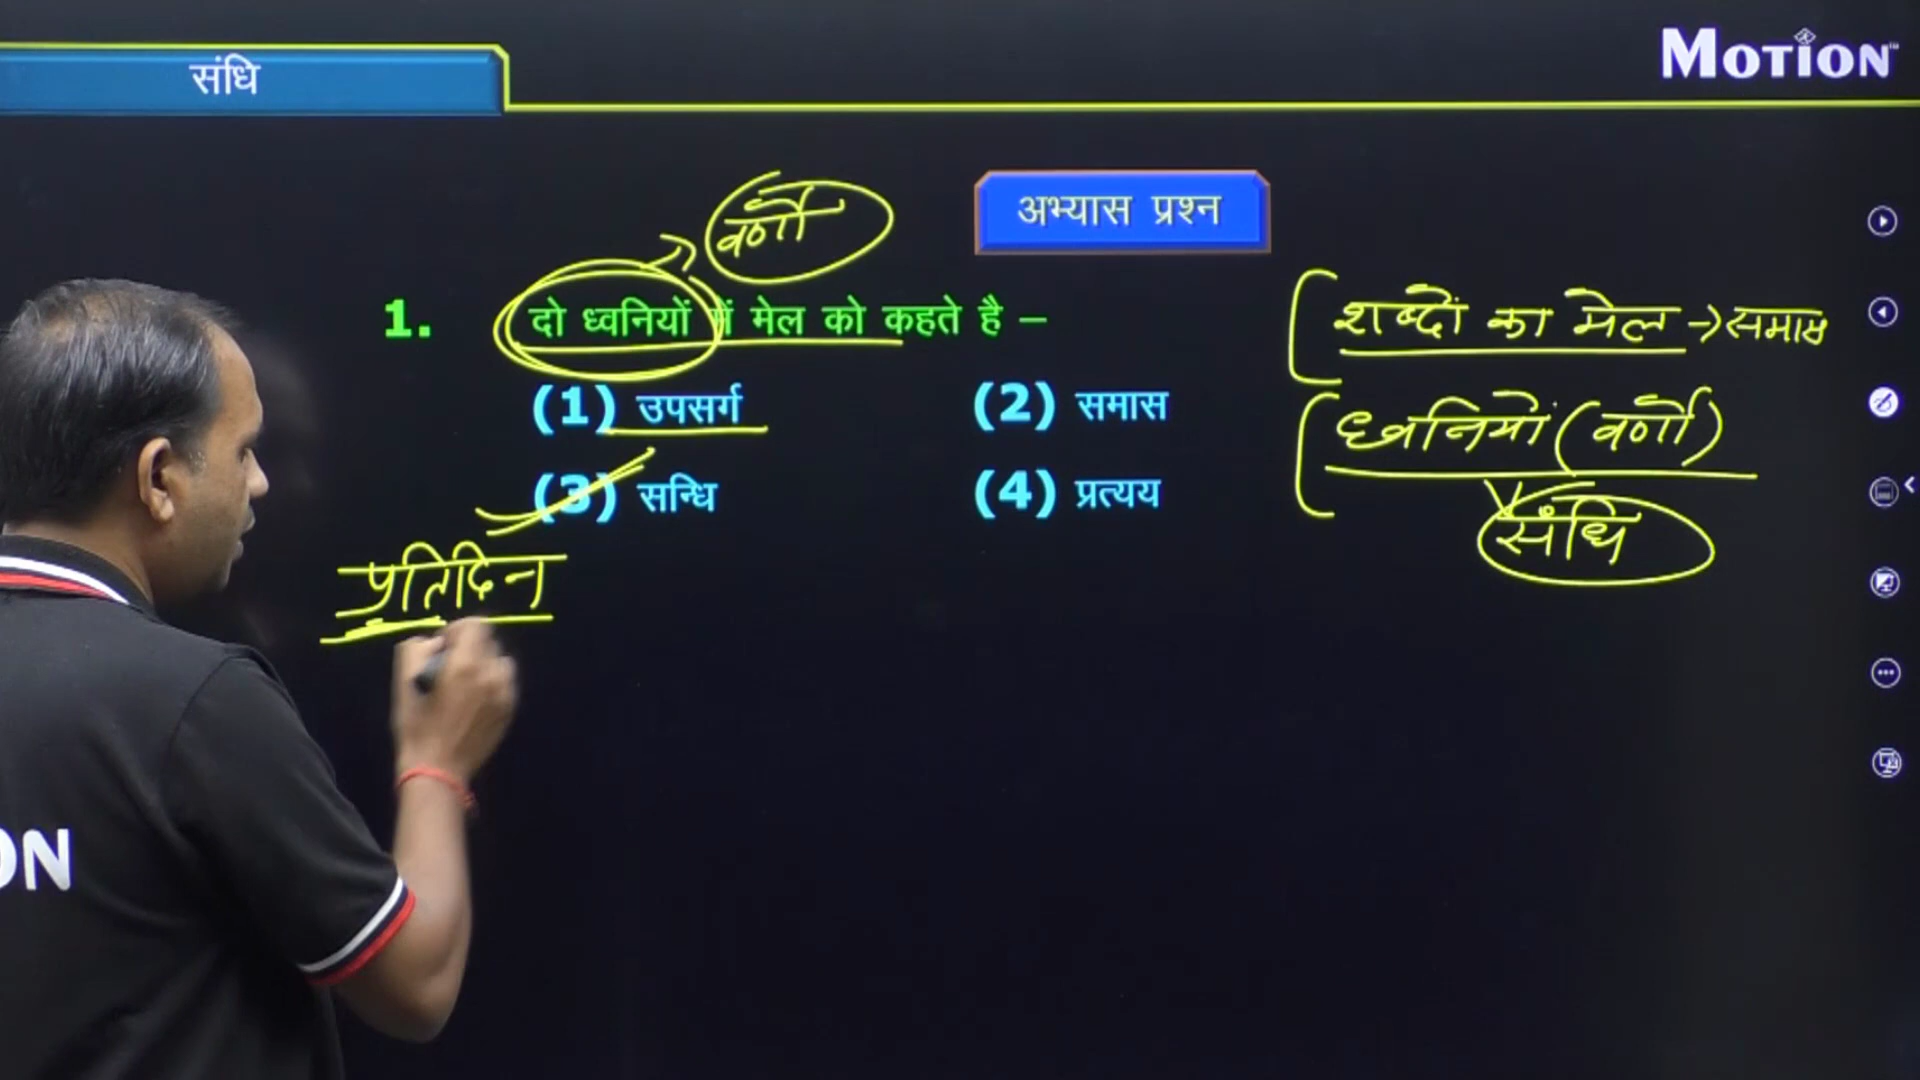 संधि
MOTION
वर्णों
अभ्यास प्रश्न
1. दो ध्वनियों में मेल को कहते है –
(1) उपसर्ग
(2) समास
(3) सन्धि
(4) प्रत्यय
शब्दों का मेल → समास
ध्वनियों (वर्णों)
संधि
प्रतिदिन
ON